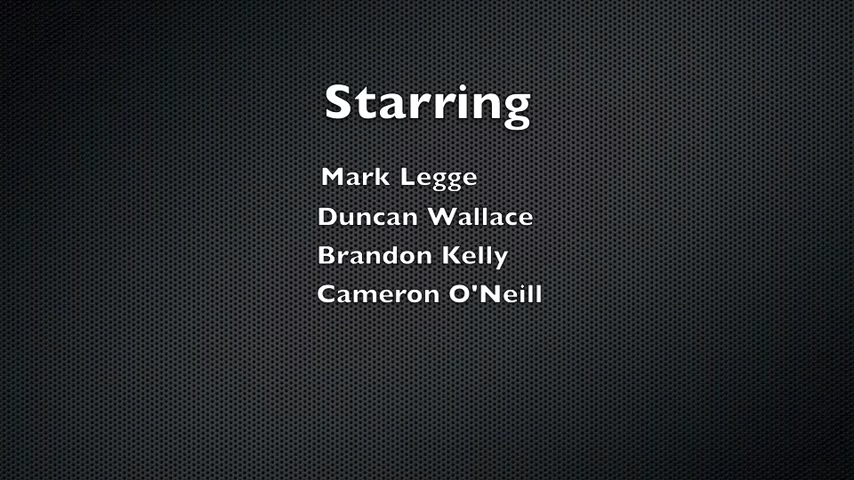 Starring
Mark Legge
Duncan Wallace
Brandon Kelly
Cameron O'Neill